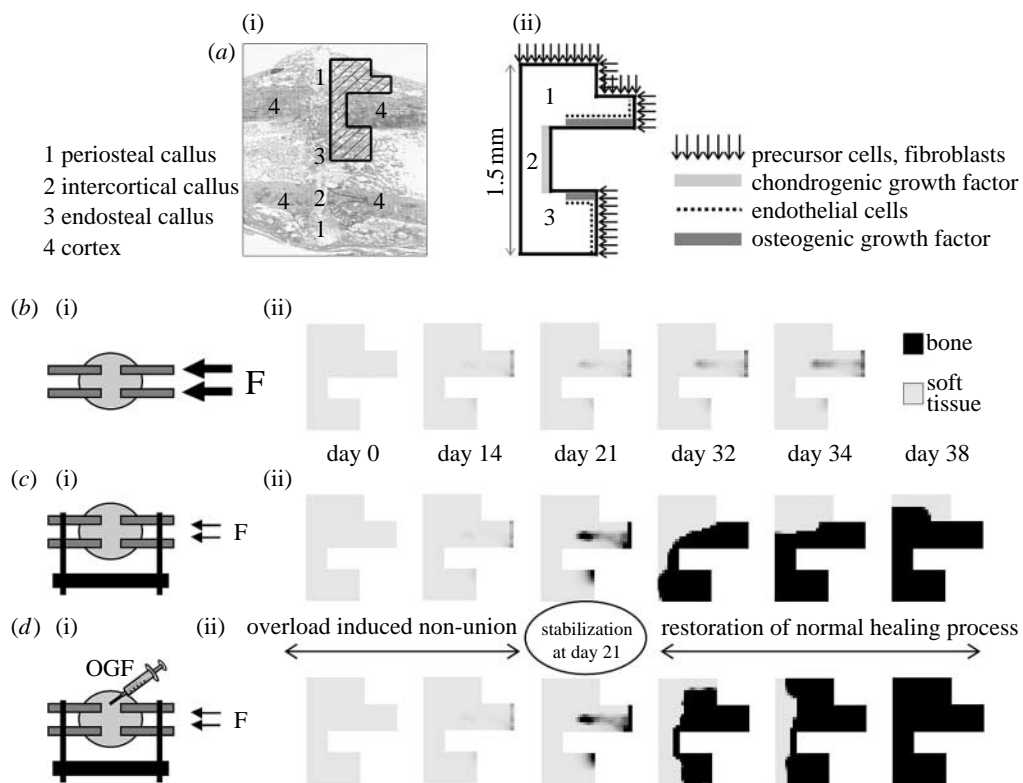 (i)
(ii)
(a)
1
4
4
3
2
4
4
1
1 periosteal callus
2 intercortical callus
3 endosteal callus
4 cortex
1.5 mm
1
2
3
precursor cells, fibroblasts
chondrogenic growth factor
endothelial cells
osteogenic growth factor
(b) (i)
(ii)
F
bone
soft
tissue
day 0
day 14
day 21
day 32
day 34
day 38
(c) (i)
(ii)
F
(d) (i)
(ii)
overload induced non-union
stabilization
at day 21
restoration of normal healing process
OGF
F